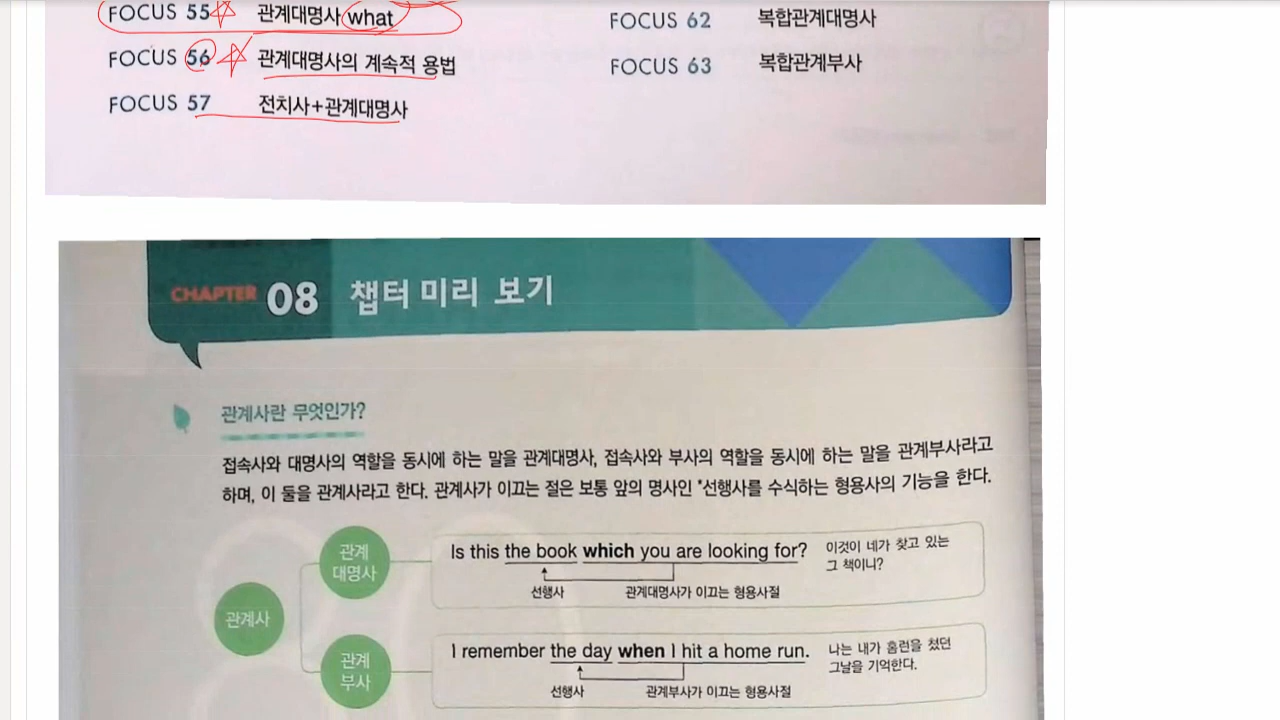 FOCUS 55 관계대명사 what
FOCUS 56 관계대명사의 계속적 용법
FOCUS 57 전치사+관계대명사
FOCUS 62 복합관계대명사
FOCUS 63 복합관계부사
CHAPTER 08 챕터 미리 보기
관계사란 무엇인가?
접속사와 대명사의 역할을 동시에 하는 말을 관계대명사, 접속사와 부사의 역할을 동시에 하는 말을 관계부사라고
하며, 이 둘을 관계사라고 한다. 관계사가 이끄는 절은 보통 앞의 명사인 *선행사를 수식하는 형용사의 기능을 한다.
관계사
관계
대명사
Is this the book which you are looking for?
선행사 관계대명사가 이끄는 형용사절
이것이 네가 찾고 있는
그 책이니?
관계
부사
I remember the day when I hit a home run.
선행사 관계부사가 이끄는 형용사절
나는 내가 홈런을 쳤던
그날을 기억한다.